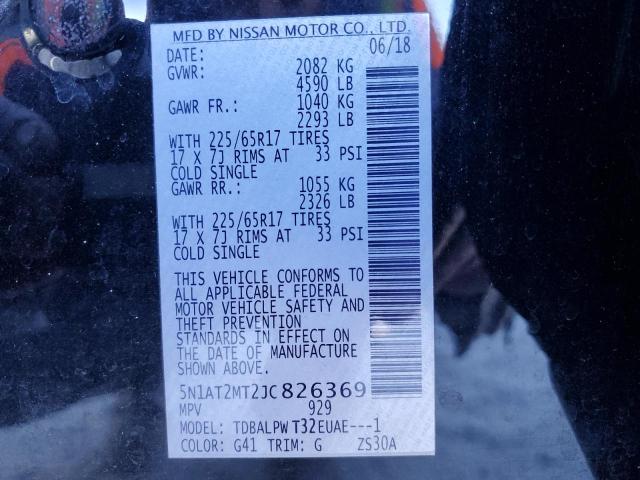 MFD BY NISSAN MOTOR CO., LTD.
DATE: 06/18
GVWR: 2082 KG
4590 LB
GAWR FR.: 1040 KG
2293 LB
WITH 225/65R17 TIRES
17 X 7J RIMS AT 33 PSI
COLD SINGLE
GAWR RR.: 1055 KG
2326 LB
WITH 225/65R17 TIRES
17 X 7J RIMS AT 33 PSI
COLD SINGLE
THIS VEHICLE CONFORMS TO
ALL APPLICABLE FEDERAL
MOTOR VEHICLE SAFETY AND
THEFT PREVENTION
STANDARDS IN EFFECT ON
THE DATE OF MANUFACTURE
SHOWN ABOVE.
5N1AT2MT2JC826369
MPV 929
MODEL: TDBALPW T32EUAE---1
COLOR: G41 TRIM: G ZS30A